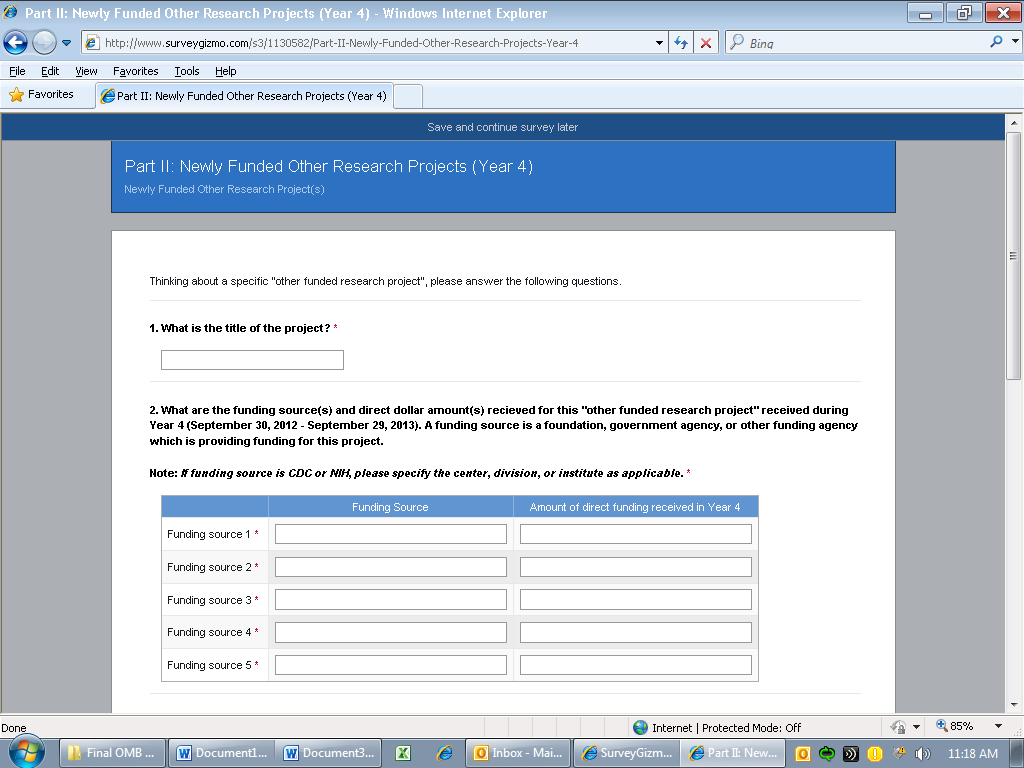 Part II: Newly Funded Other Research Projects (Year 4) - Windows Internet Explorer
http://www.surveygizmo.com/s3/1130582/Part-II-Newly-Funded-Other-Research-Projects-Year-4
Bing
File Edit View Favorites Tools Help
Favorites
Part II: Newly Funded Other Research Projects (Year 4)
Save and continue survey later
Part II: Newly Funded Other Research Projects (Year 4)
Newly Funded Other Research Project(s)
Thinking about a specific "other funded research project", please answer the following questions.
1. What is the title of the project? *
2. What are the funding source(s) and direct dollar amount(s) recieved for this "other funded research project" received during
Year 4 (September 30, 2012 - September 29, 2013). A funding source is a foundation, government agency, or other funding agency
which is providing funding for this project.
Note: If funding source is CDC or NIH, please specify the center, division, or institute as applicable. *
Funding Source Amount of direct funding received in Year 4
Funding source 1 *
Funding source 2 *
Funding source 3 *
Funding source 4 *
Funding source 5 *
Done Internet | Protected Mode: Off 85%
Final OMB ... Document1... Document3... Inbox - Mai... SurveyGizm... Part II: New... 11:18 AM